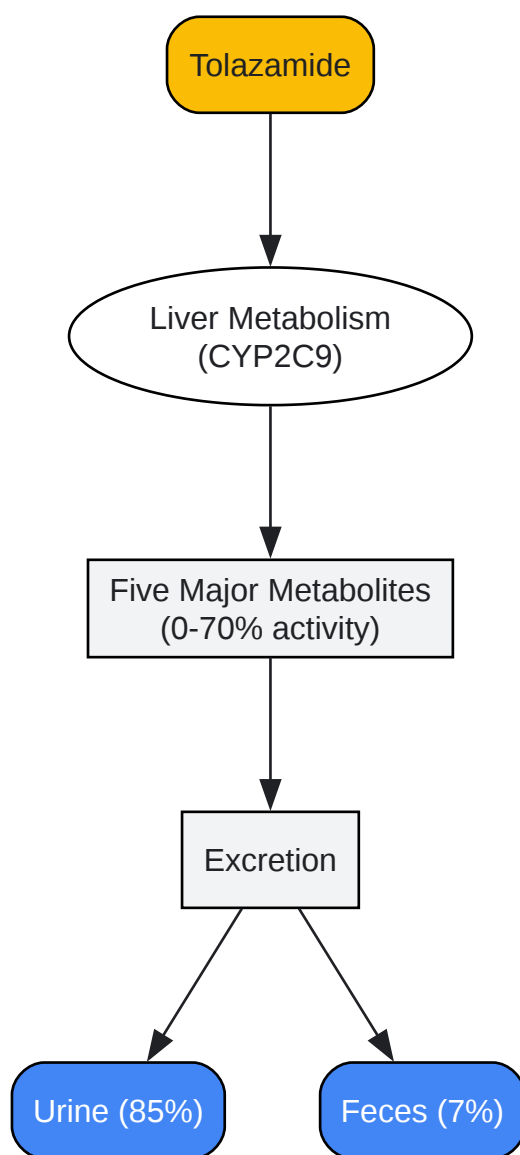 Tolazamide
Liver Metabolism
(CYP2C9)
Five Major Metabolites
(0-70% activity)
Excretion
Urine (85%)
Feces (7%)